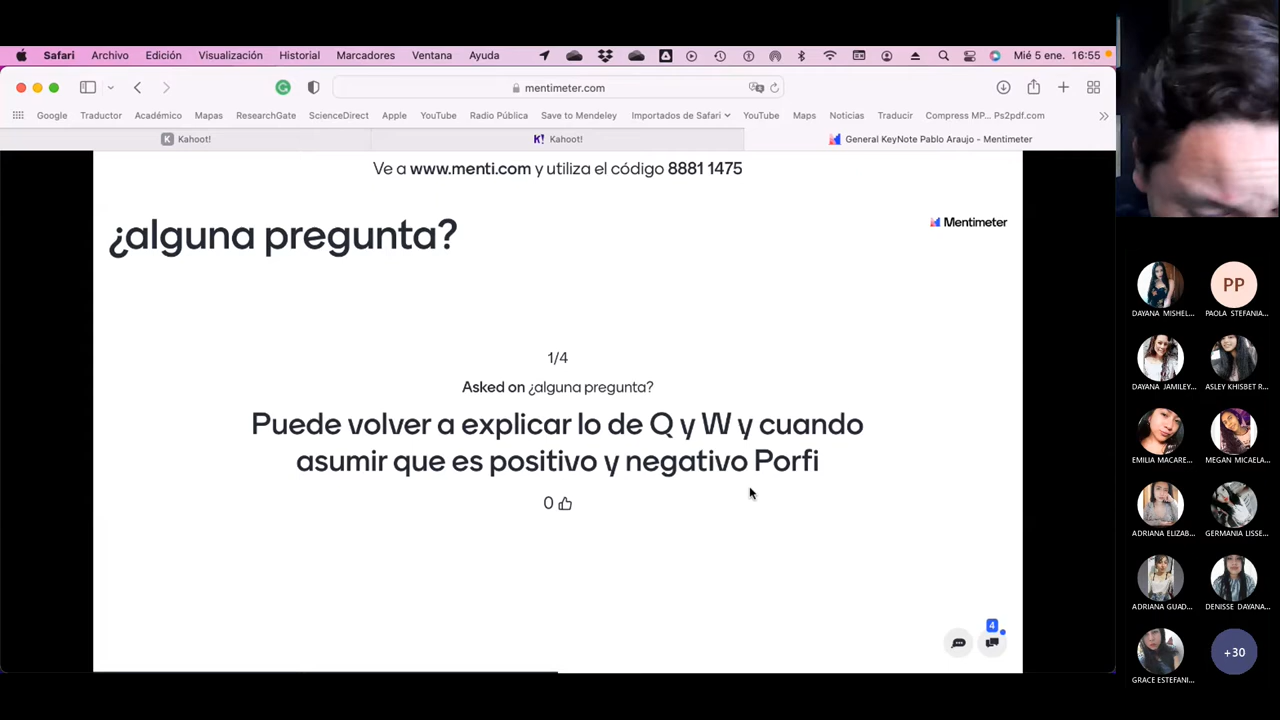 Safari Archivo Edición Visualización Historial Marcadores Ventana Ayuda Mié 5 ene. 16:55
mentimeter.com
Google Traductor Académico Mapas ResearchGate ScienceDirect Apple YouTube Radio Pública Save to Mendeley Importados de Safari YouTube Maps Noticias Traducir Compress MP... Ps2pdf.com
Kahoot! Kahoot! General KeyNote Pablo Araujo - Mentimeter
Ve a www.menti.com y utiliza el código 8881 1475
¿alguna pregunta?
Mentimeter
1/4
Asked on ¿alguna pregunta?
Puede volver a explicar lo de Q y W y cuando
asumir que es positivo y negativo Porfi
0
4
PP
DAYANA MISHEL... PAOLA STEFANIA...
DAYANA JAMILEY... ASLEY KHISBET R...
EMILIA MACARE... MEGAN MICAELA...
ADRIANA ELIZAB... GERMANIA LISSE...
ADRIANA GUAD... DENISSE DAYANA...
+30
GRACE ESTEFANI...